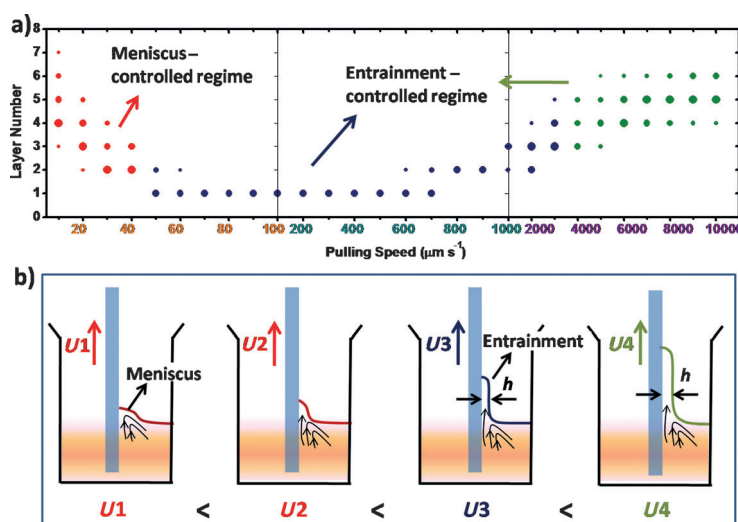 a)
8
7
6
5
4
3
2
1
0
Layer Number
Meniscus –
controlled regime
Entrainment –
controlled regime
20 40 60 80 100 200 400 600 800 1000 2000 4000 6000 8000 10000
Pulling Speed (μm s⁻¹)
b)
U1 U2 U3 U4
Meniscus
Entrainment
h h
U1 < U2 < U3 < U4